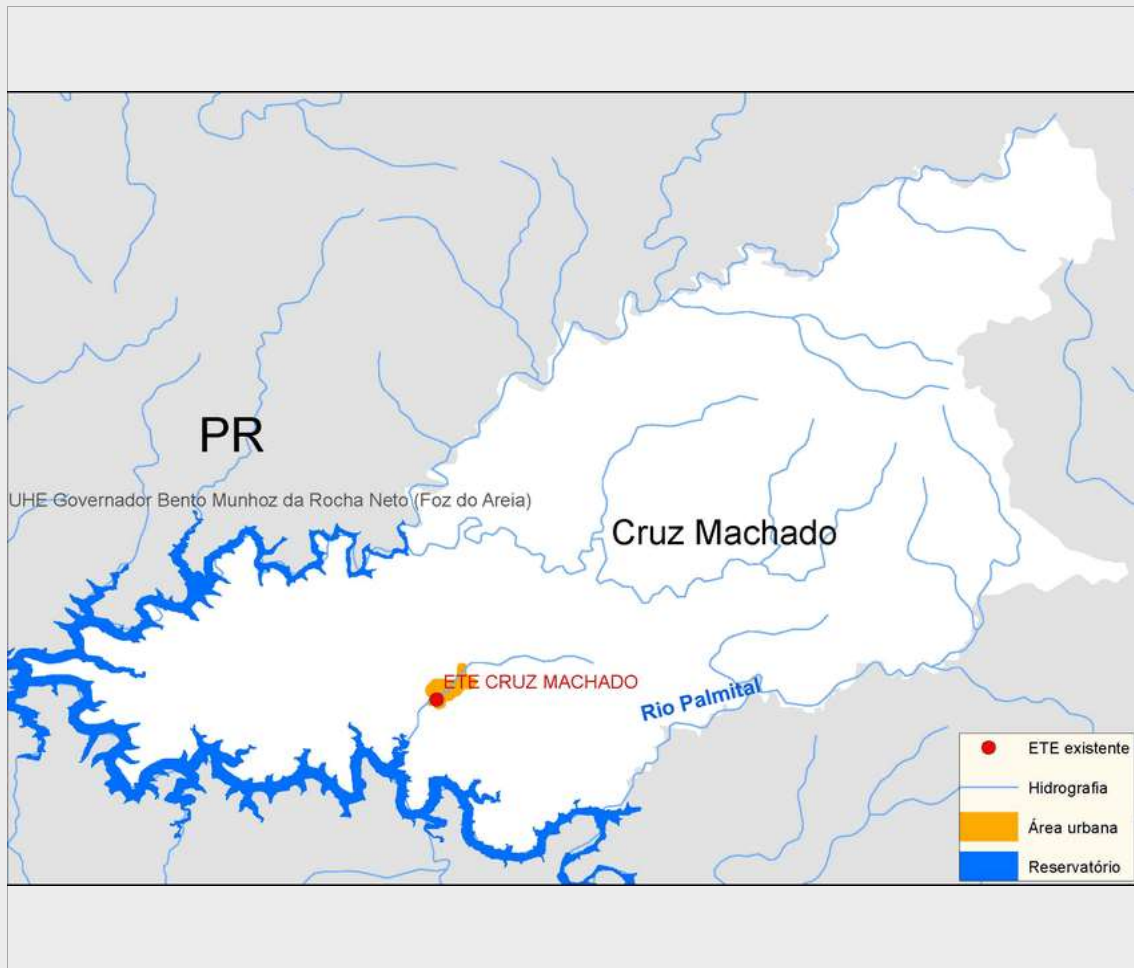 PR
UHE Governador Bento Munhoz da Rocha Neto (Foz do Areia)
Cruz Machado
ETE CRUZ MACHADO
Rio Palmital
ETE existente
Hidrografia
Área urbana
Reservatório